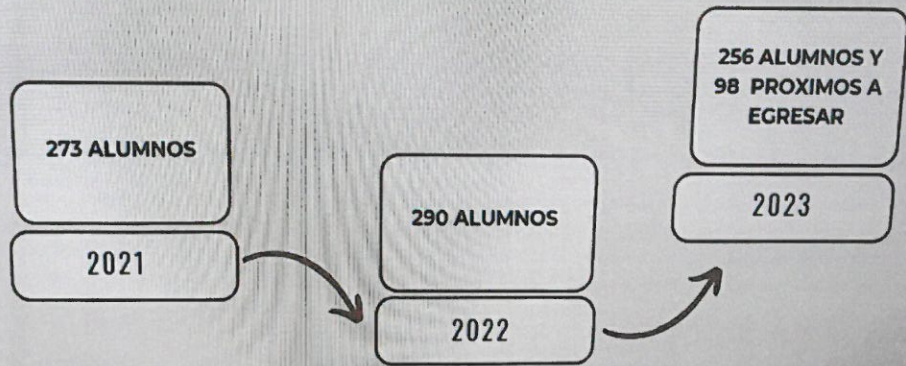 273 ALUMNOS
2021
290 ALUMNOS
2022
256 ALUMNOS Y
98 PROXIMOS A
EGRESAR
2023